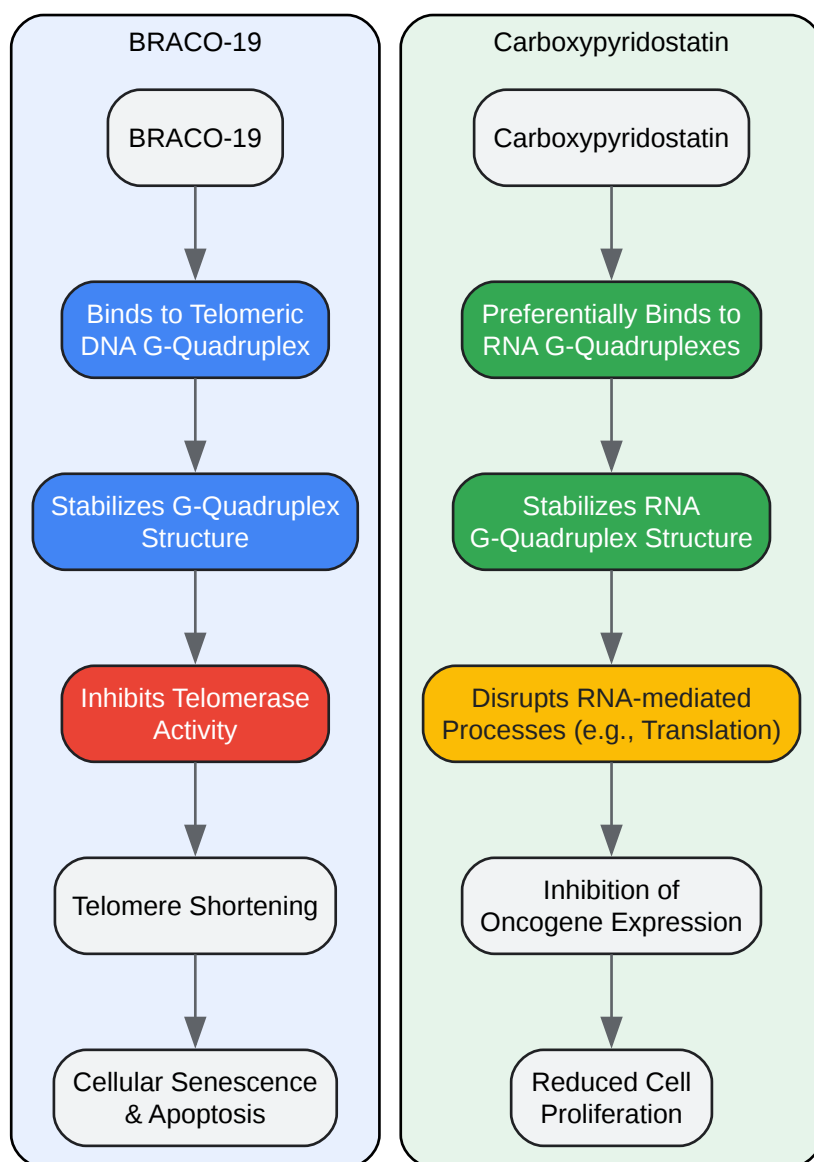 BRACO-19
BRACO-19
Binds to Telomeric
DNA G-Quadruplex
Stabilizes G-Quadruplex
Structure
Inhibits Telomerase
Activity
Telomere Shortening
Cellular Senescence
& Apoptosis
Carboxypyridostatin
Carboxypyridostatin
Preferentially Binds to
RNA G-Quadruplexes
Stabilizes RNA
G-Quadruplex Structure
Disrupts RNA-mediated
Processes (e.g., Translation)
Inhibition of
Oncogene Expression
Reduced Cell
Proliferation